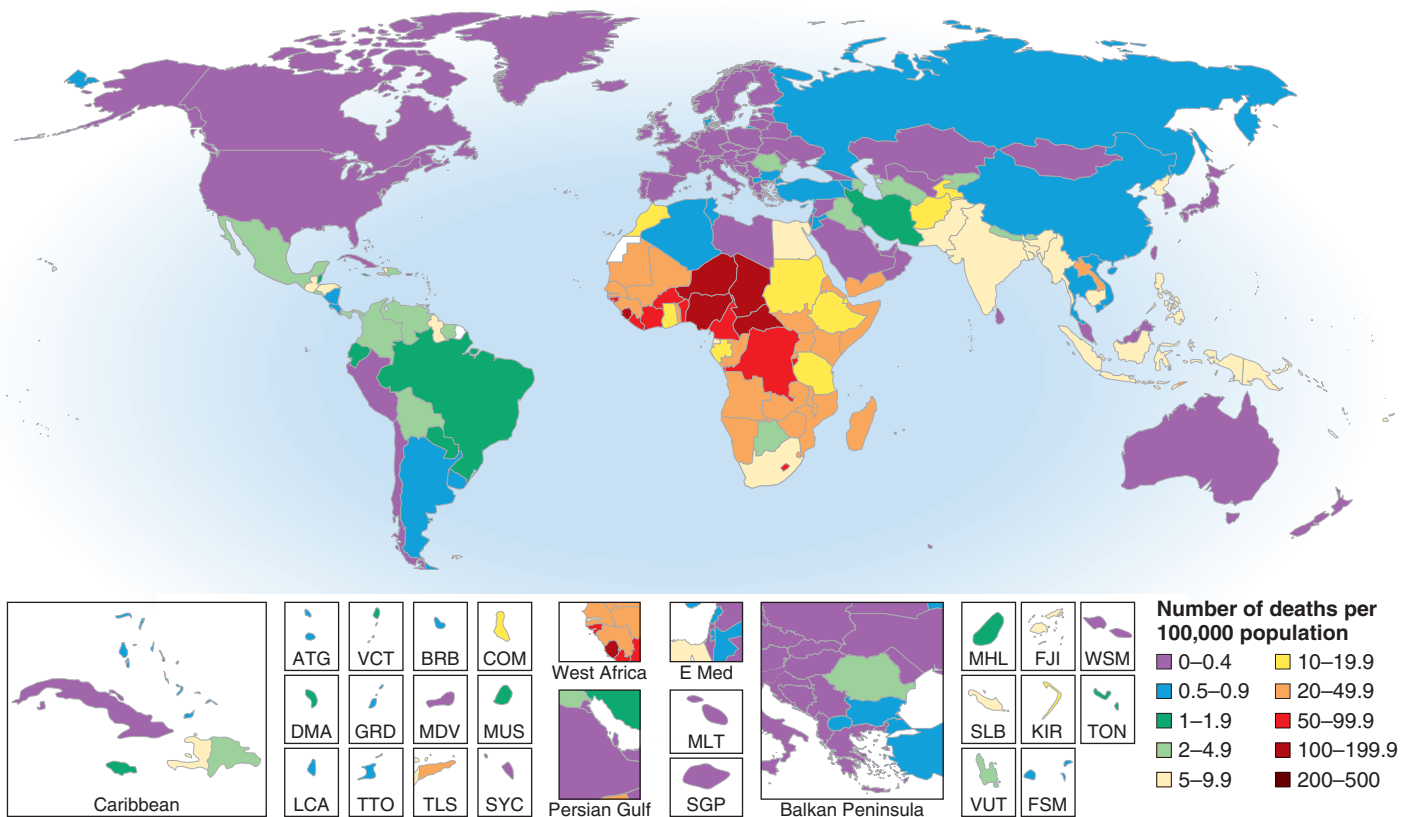 Caribbean
ATG
VCT
BRB
COM
DMA
GRD
MDV
MUS
LCA
TTO
TLS
SYC
West Africa
E Med
Persian Gulf
MLT
SGP
Balkan Peninsula
MHL
FJI
WSM
SLB
KIR
TON
VUT
FSM
Number of deaths per
100,000 population
0–0.4
0.5–0.9
1–1.9
2–4.9
5–9.9
10–19.9
20–49.9
50–99.9
100–199.9
200–500